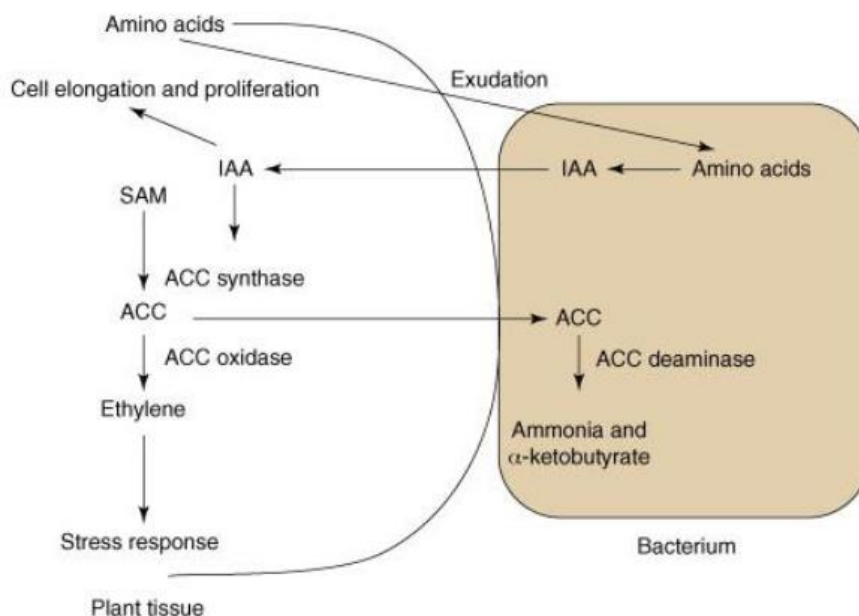 Amino acids
Exudation
Cell elongation and proliferation
IAA
IAA
Amino acids
SAM
ACC synthase
ACC
ACC
ACC oxidase
ACC deaminase
Ethylene
Ammonia and
α-ketobutyrate
Stress response
Bacterium
Plant tissue